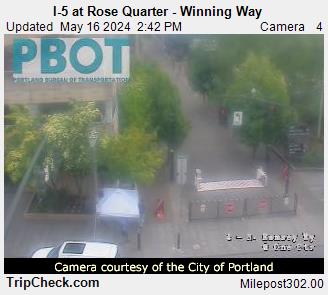 I-5 at Rose Quarter - Winning Way
Updated May 16 2024 2:42 PM Camera 4
PBOT
PORTLAND BUREAU OF TRANSPORTATION
Camera courtesy of the City of Portland
TripCheck.com Milepost302.00